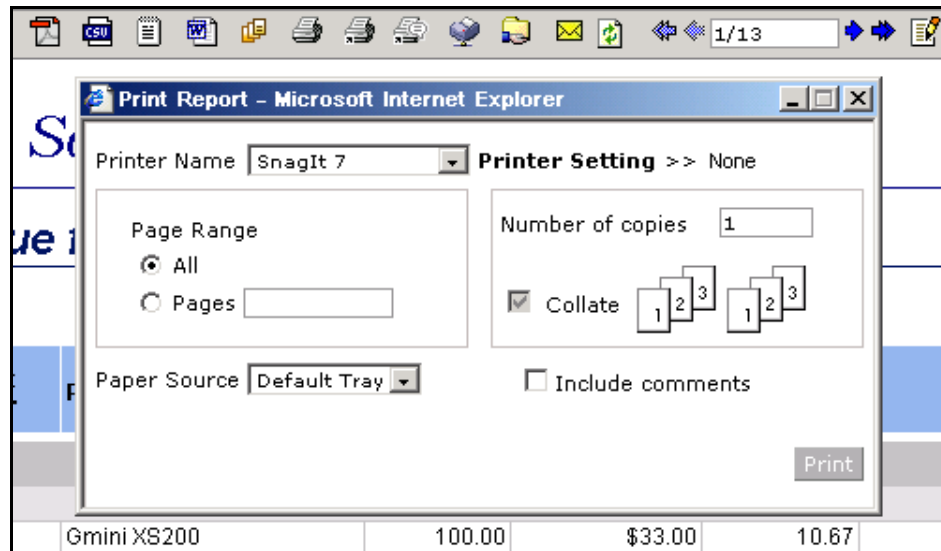 CSV
W
1/13
Print Report - Microsoft Internet Explorer
Printer Name SnagIt 7 Printer Setting >> None
Page Range
All
Pages
Number of copies 1
Collate 1 2 3 1 2 3
Paper Source Default Tray
Include comments
Print
Gmini XS200 100.00 $33.00 10.67